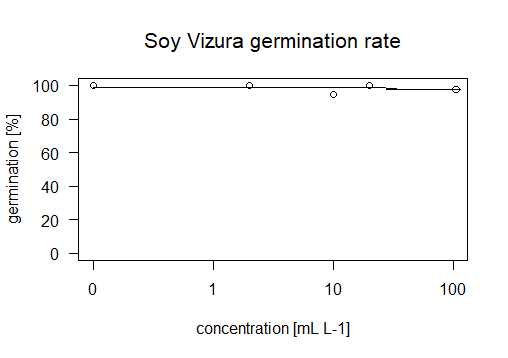 Soy Vizura germination rate
germination [%]
100
80
60
40
20
0
0 1 10 100
concentration [mL L-1]